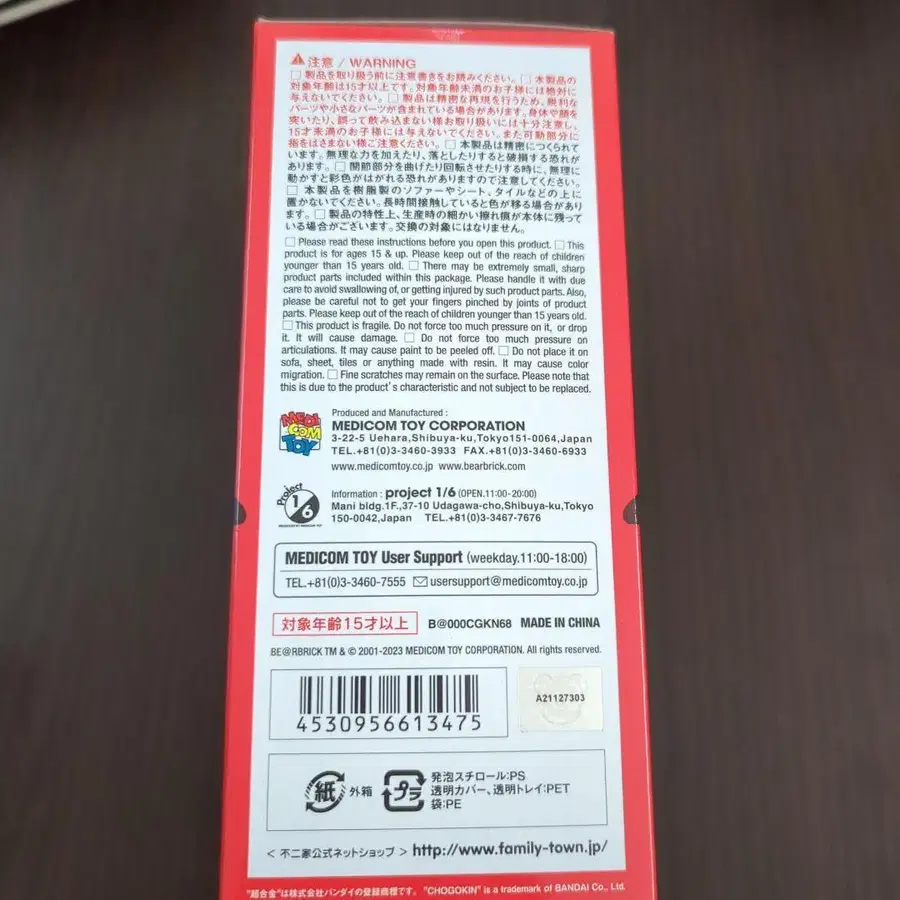 ⚠注意 / WARNING
□ 製品を取り扱う前に注意書きをお読みください。□ 本製品の
対象年齢は15才以上です。対象年齢未満のお子様には絶対に
与えないでください。□ 製品は精密な再現を行うため、鋭利な
パーツや小さなパーツが含まれている場合があります。身体や顔を
突いたり、誤って飲み込まない様お取り扱いには十分注意し、
15才未満のお子様には与えないでください。また可動部分に
指をはさまない様ご注意ください。□ 本製品は精密につくられて
います。無理な力を加えたり、落としたりすると破損する恐れが
あります。□ 関節部分を曲げたり回転させたりする時に、無理に
動かすと彩色がはがれる恐れがありますので注意してください。
□ 本製品を樹脂製のソファーやシート、タイルなどの上に
置かないでください。長時間接触していると色が移る場合があり
ます。□ 製品の特性上、生産時の細かい擦れ痕が本体に残って
いる場合がございます。交換の対象にはなりません。
□ Please read these instructions before you open this product. □ This
product is for ages 15 & up. Please keep out of the reach of children
younger than 15 years old. □ There may be extremely small, sharp
product parts included within this package. Please handle it with due
care to avoid swallowing of, or getting injured by such product parts. Also,
please be careful not to get your fingers pinched by joints of product
parts. Please keep out of the reach of children younger than 15 years old.
□ This product is fragile. Do not force too much pressure on it, or drop
it. It will cause damage. □ Do not force too much pressure on
articulations. It may cause paint to be peeled off. □ Do not place it on
sofa, sheet, tiles or anything made with resin. It may cause color
migration. □ Fine scratches may remain on the surface. Please note that
this is due to the product's characteristic and not subject to be replaced.
MEDI
COM
TOY
Produced and Manufactured :
MEDICOM TOY CORPORATION
3-22-5 Uehara,Shibuya-ku,Tokyo151-0064,Japan
TEL.+81(0)3-3460-3933 FAX.+81(0)3-3460-6933
www.medicomtoy.co.jp www.bearbrick.com
Project
1/6
PRODUCED BY MEDICOM TOY
Information : project 1/6 (OPEN.11:00-20:00)
Mani bldg.1F.,37-10 Udagawa-cho,Shibuya-ku,Tokyo
150-0042,Japan TEL.+81(0)3-3467-7676
MEDICOM TOY User Support (weekday.11:00-18:00)
TEL.+81(0)3-3460-7555 usersupport@medicomtoy.co.jp
対象年齢15才以上 B@000CGKN68 MADE IN CHINA
BE@RBRICK TM & © 2001-2023 MEDICOM TOY CORPORATION. All rights reserved.
4530956613475
A21127303
紙 外箱
プラ
発泡スチロール:PS
透明カバー、透明トレイ:PET
袋:PE
< 不二家公式ネットショップ > http://www.family-town.jp/
"超合金"は株式会社バンダイの登録商標です。 "CHOGOKIN" is a trademark of BANDAI Co., Ltd.